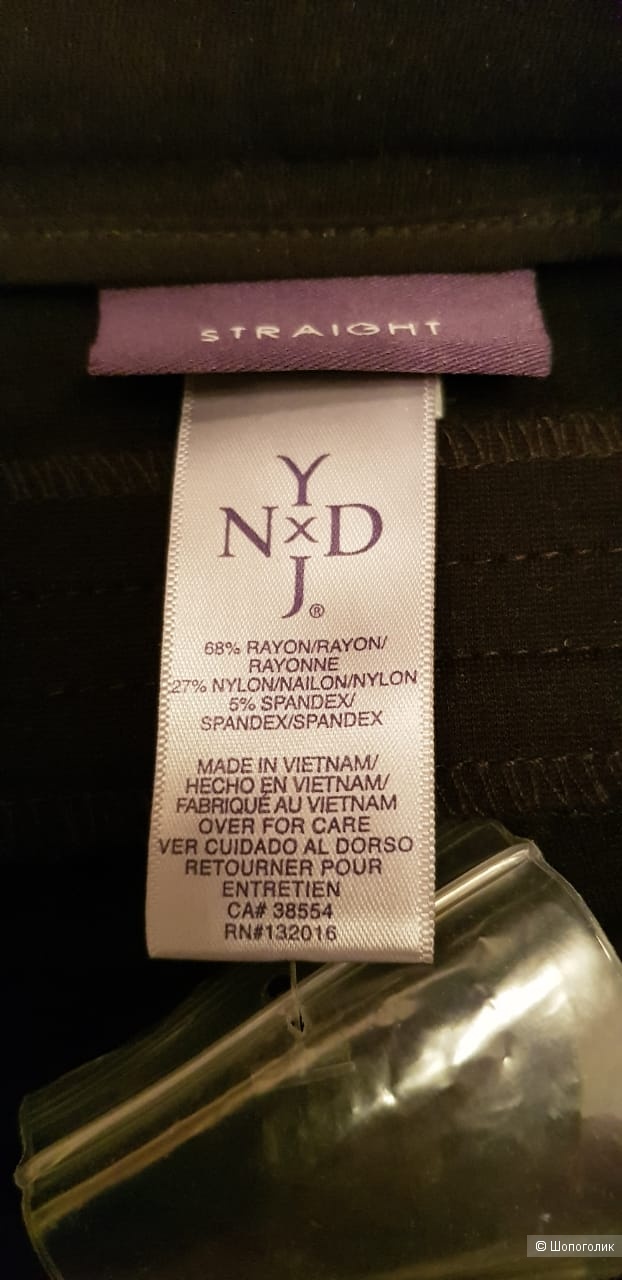 STRAIGHT
Y
N x D
J®
68% RAYON/RAYON/
RAYONNE
27% NYLON/NAILON/NYLON
5% SPANDEX/
SPANDEX/SPANDEX
MADE IN VIETNAM/
HECHO EN VIETNAM/
FABRIQUÉ AU VIETNAM
OVER FOR CARE
VER CUIDADO AL DORSO
RETOURNER POUR
ENTRETIEN
CA# 38554
RN#132016
© Шопоголик